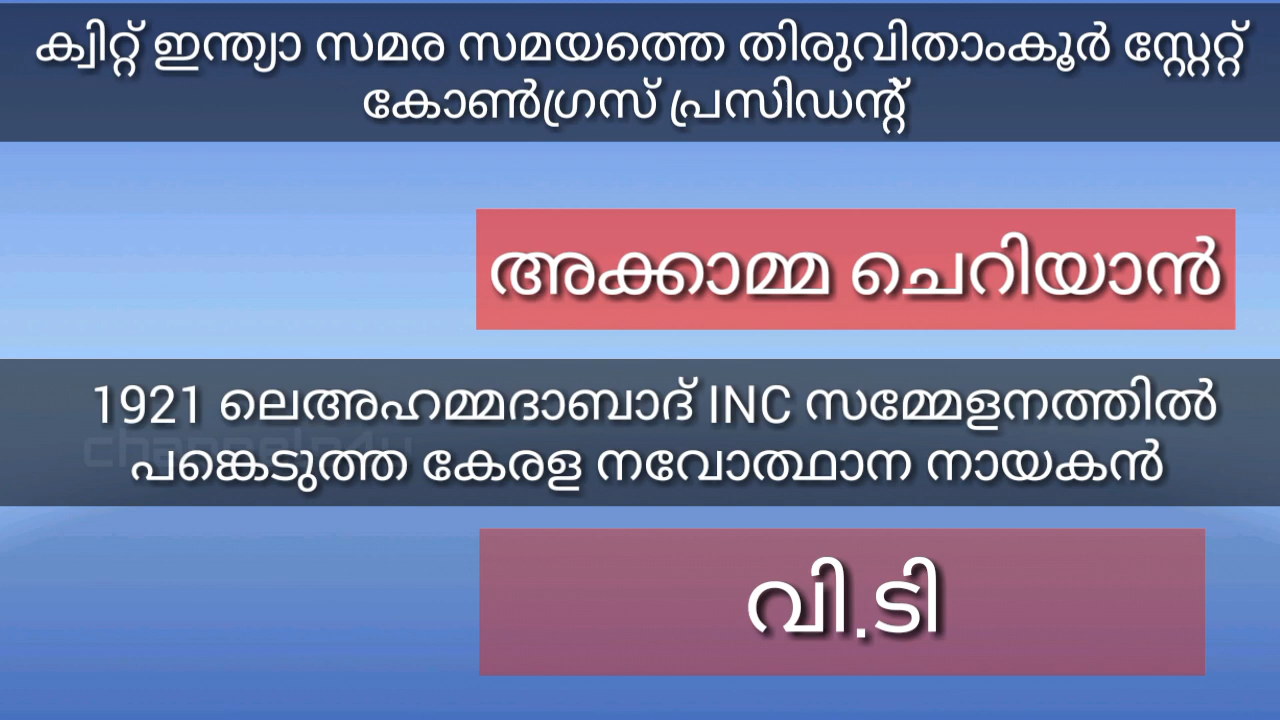 ക്വിറ്റ് ഇന്ത്യാ സമര സമയത്തെ തിരുവിതാംകൂർ സ്റ്റേറ്റ്
കോൺഗ്രസ് പ്രസിഡന്റ്
അക്കാമ്മ ചെറിയാൻ
1921 ലെഅഹമ്മദാബാദ് INC സമ്മേളനത്തിൽ
പങ്കെടുത്ത കേരള നവോത്ഥാന നായകൻ
വി.ടി